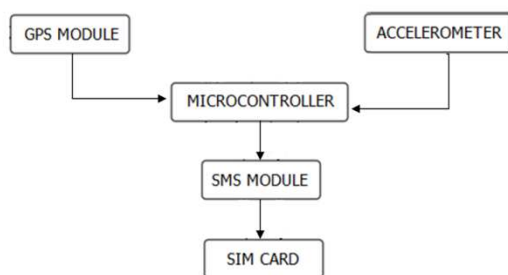 GPS MODULE
ACCELEROMETER
MICROCONTROLLER
SMS MODULE
SIM CARD